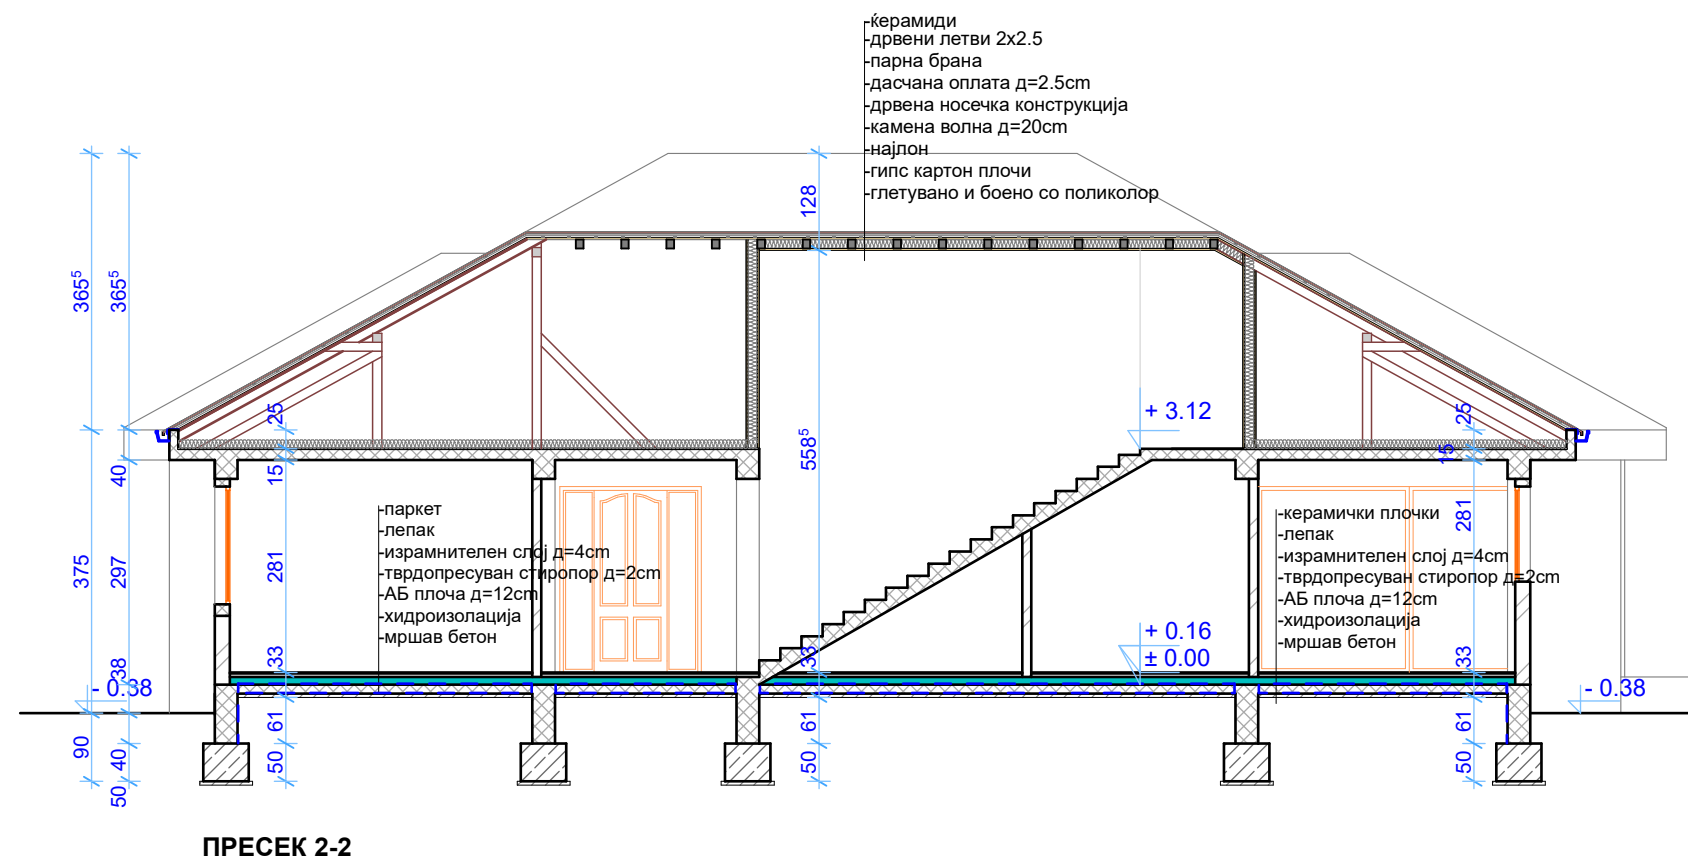 -ќерамиди
-дрвени летви 2x2.5
-парна брана
-дасчана оплата д=2.5cm
-дрвена носечка конструкција
-камена волна д=20cm
-најлон
-гипс картон плочи
-глетувано и боено со поликолор
128
365⁵
365⁵
25
25
+ 3.12
558⁵
40
15
15
-паркет
-лепак
-израмнителен слој д=4cm
-тврдопресуван стиропор д=2cm
-АБ плоча д=12cm
-хидроизолација
-мршав бетон
-керамички плочки
-лепак
-израмнителен слој д=4cm
-тврдопресуван стиропор д=2cm
-АБ плоча д=12cm
-хидроизолација
-мршав бетон
375
297
281
281
+ 0.16
± 0.00
33
33
33
38
- 0.38
- 0.38
90
40
61
61
61
50
50
50
50
ПРЕСЕК 2-2